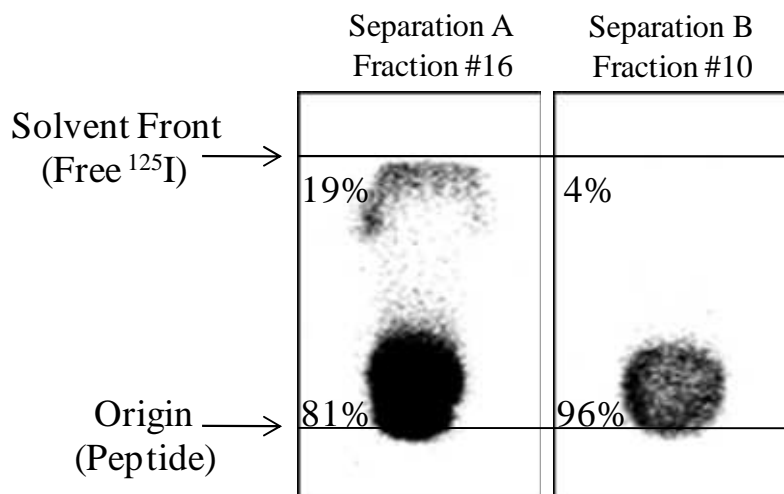 Separation A
Fraction #16
Separation B
Fraction #10
Solvent Front
(Free ¹²⁵I)
19%
4%
Origin
(Peptide)
81%
96%